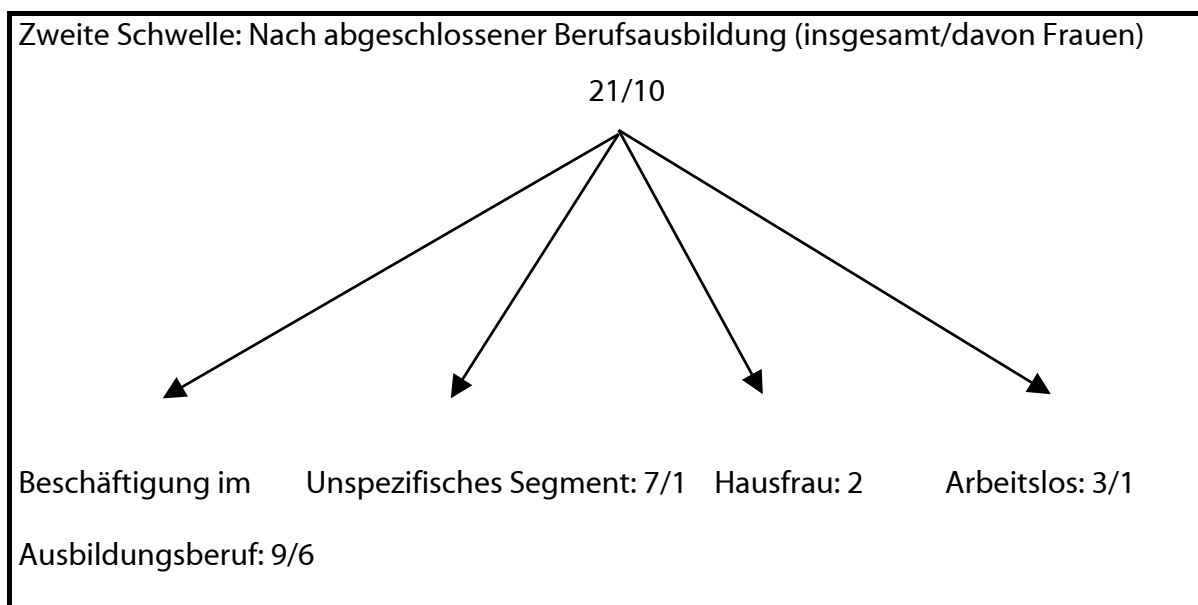 Zweite Schwelle: Nach abgeschlossener Berufsausbildung (insgesamt/davon Frauen)
21/10
Beschäftigung im Unspezifisches Segment: 7/1 Hausfrau: 2 Arbeitslos: 3/1
Ausbildungsberuf: 9/6